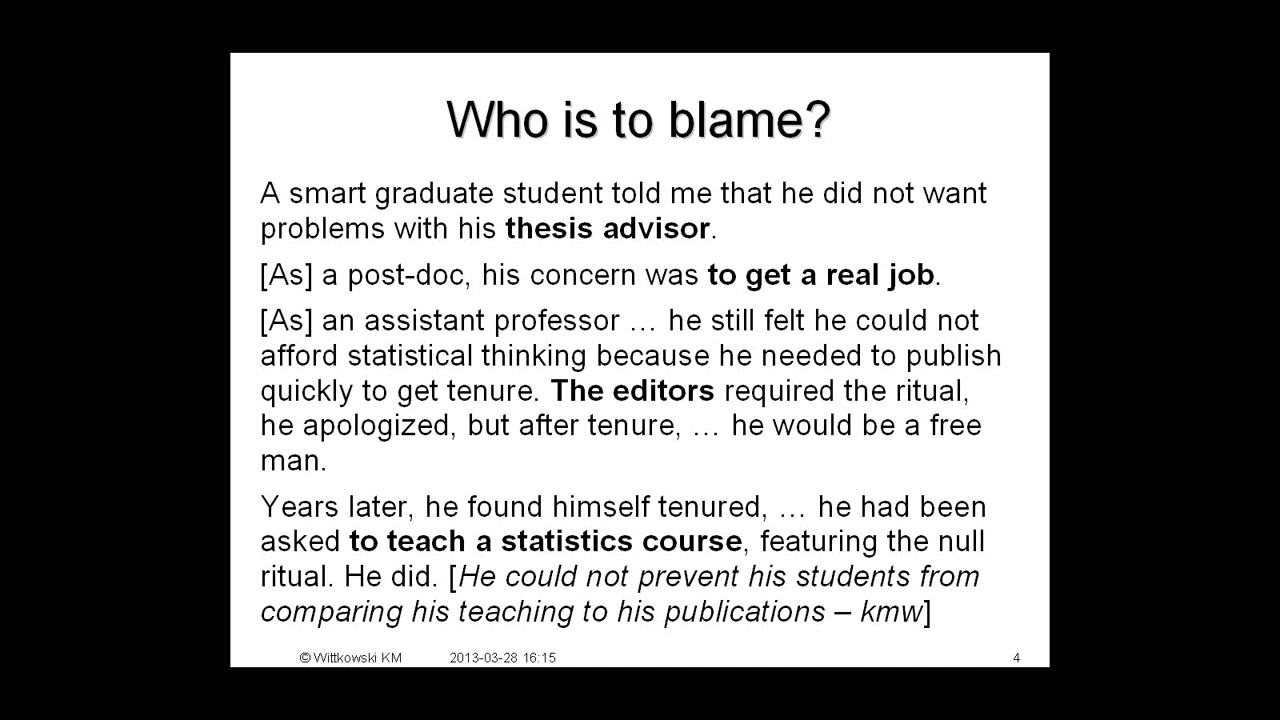 Who is to blame?
A smart graduate student told me that he did not want
problems with his thesis advisor.
[As] a post-doc, his concern was to get a real job.
[As] an assistant professor … he still felt he could not
afford statistical thinking because he needed to publish
quickly to get tenure. The editors required the ritual,
he apologized, but after tenure, … he would be a free
man.
Years later, he found himself tenured, … he had been
asked to teach a statistics course, featuring the null
ritual. He did. [He could not prevent his students from
comparing his teaching to his publications – kmw]
© Wittkowski KM 2013-03-28 16:15 4